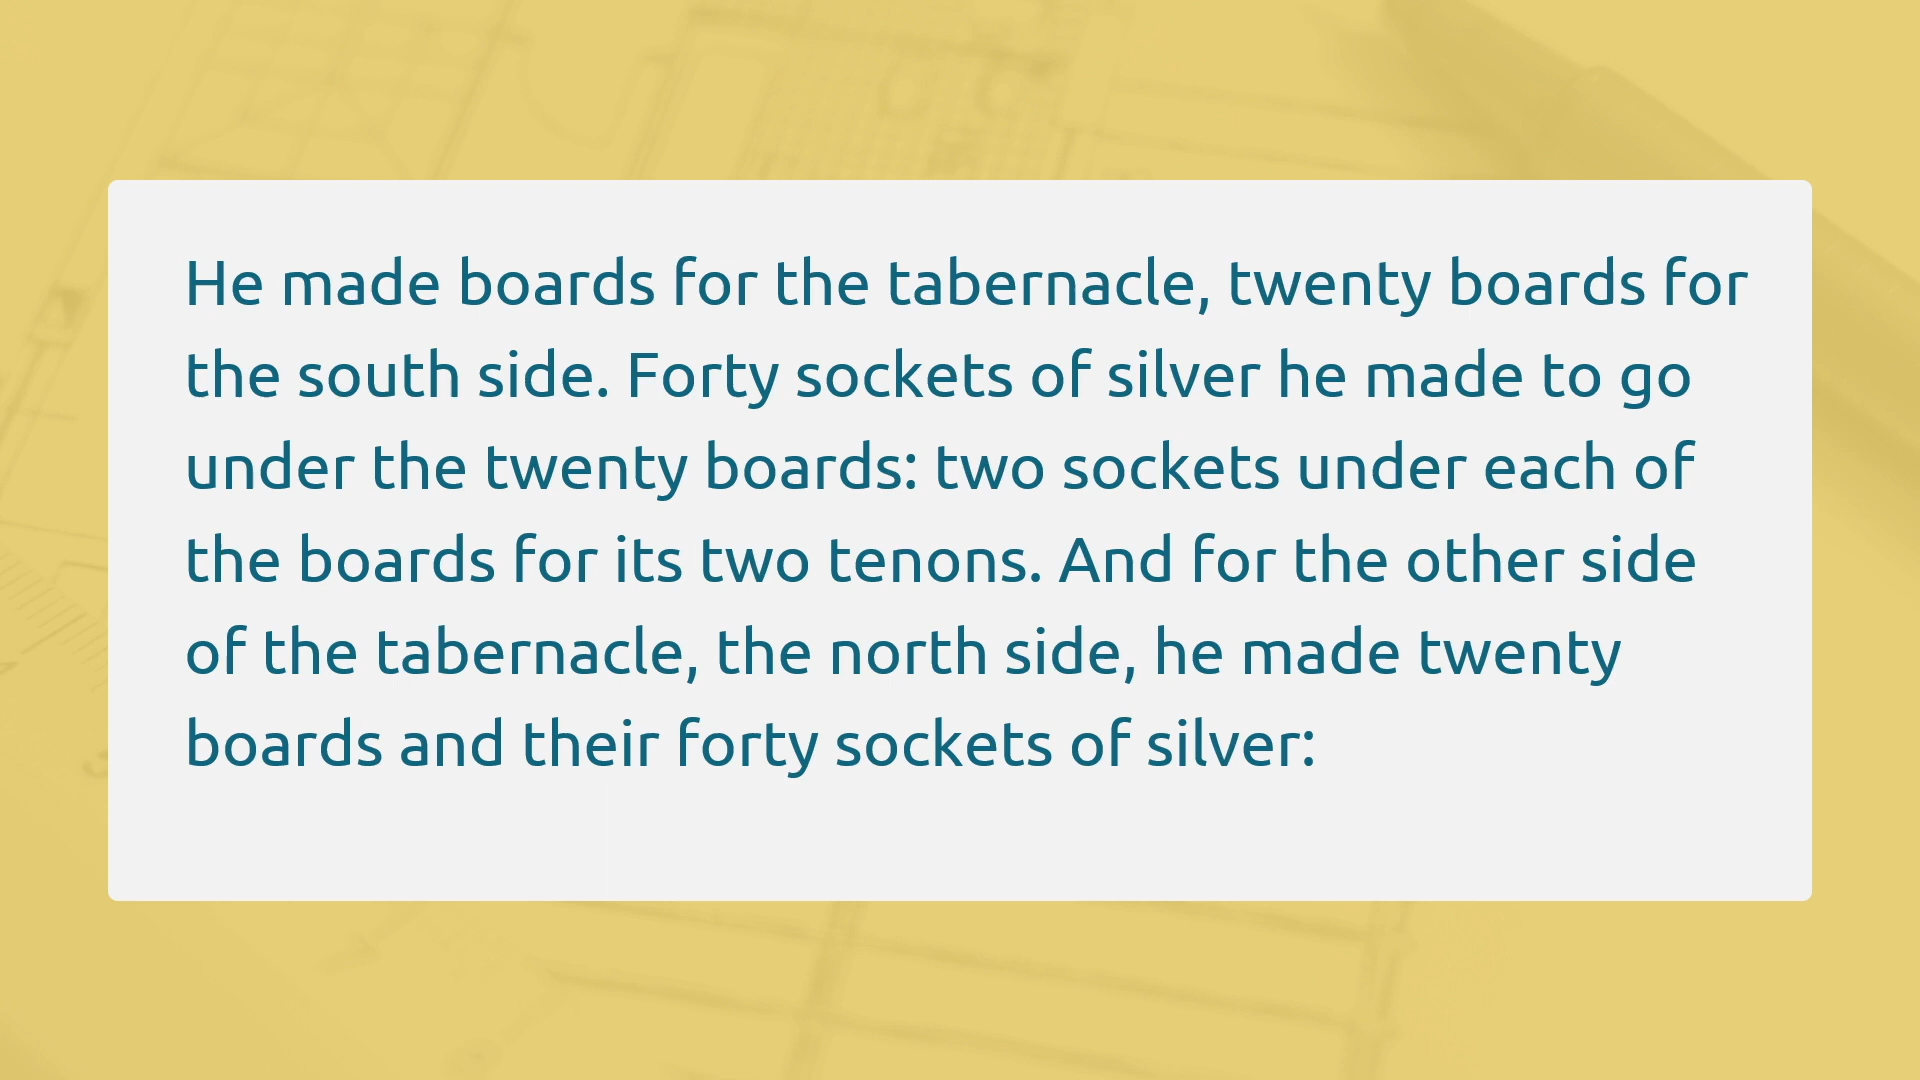 He made boards for the tabernacle, twenty boards for
the south side. Forty sockets of silver he made to go
under the twenty boards: two sockets under each of
the boards for its two tenons. And for the other side
of the tabernacle, the north side, he made twenty
boards and their forty sockets of silver: